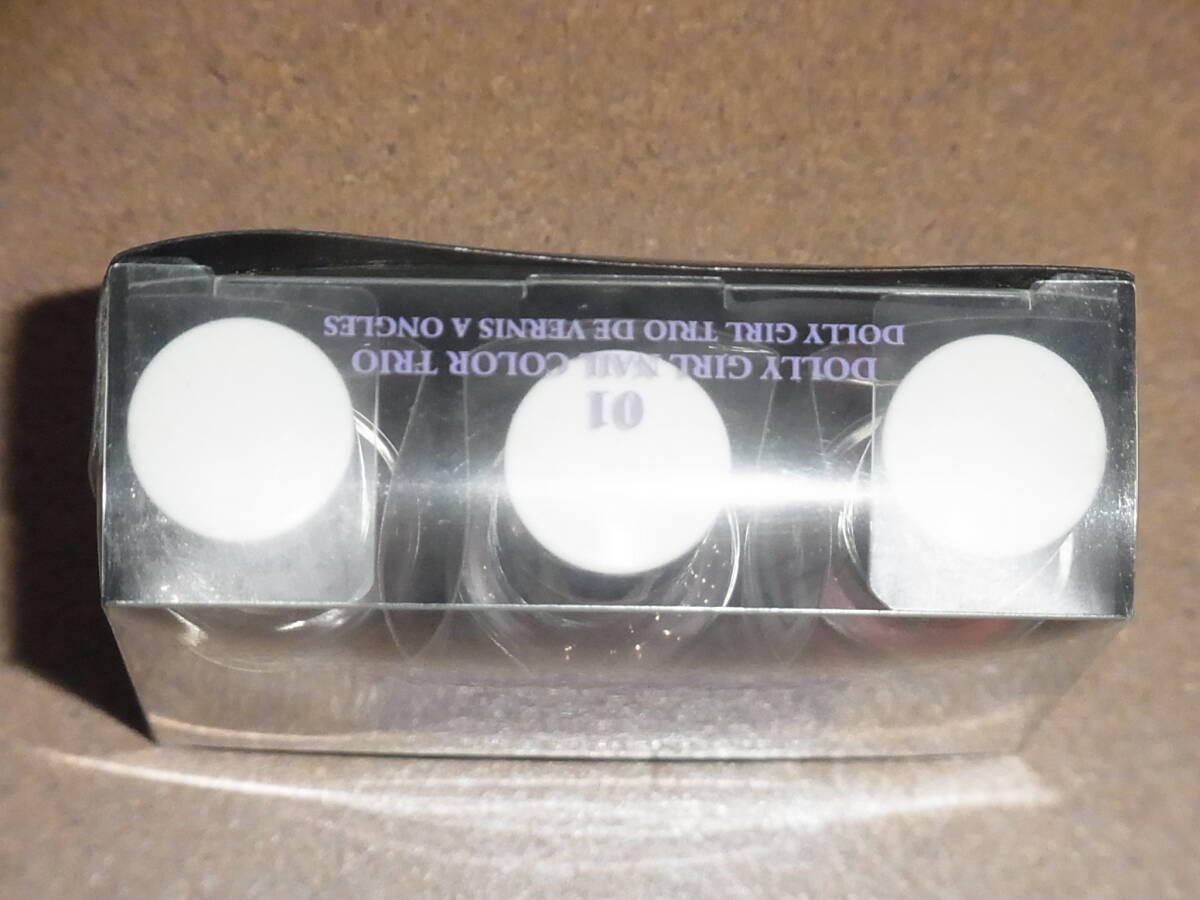 01
DOLLY GIRL NAIL COLOR TRIO
DOLLY GIRL TRIO DE VERNIS A ONGLES